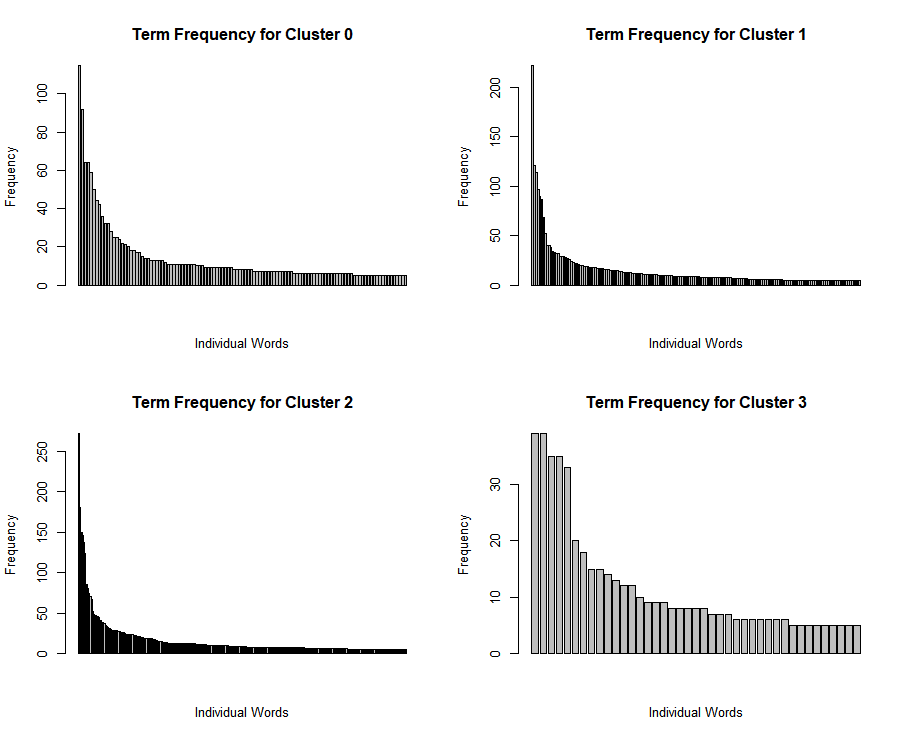 Term Frequency for Cluster 0
Frequency
0
20
40
60
80
100
Individual Words
Term Frequency for Cluster 1
Frequency
0
50
100
150
200
Individual Words
Term Frequency for Cluster 2
Frequency
0
50
100
150
200
250
Individual Words
Term Frequency for Cluster 3
Frequency
0
10
20
30
Individual Words